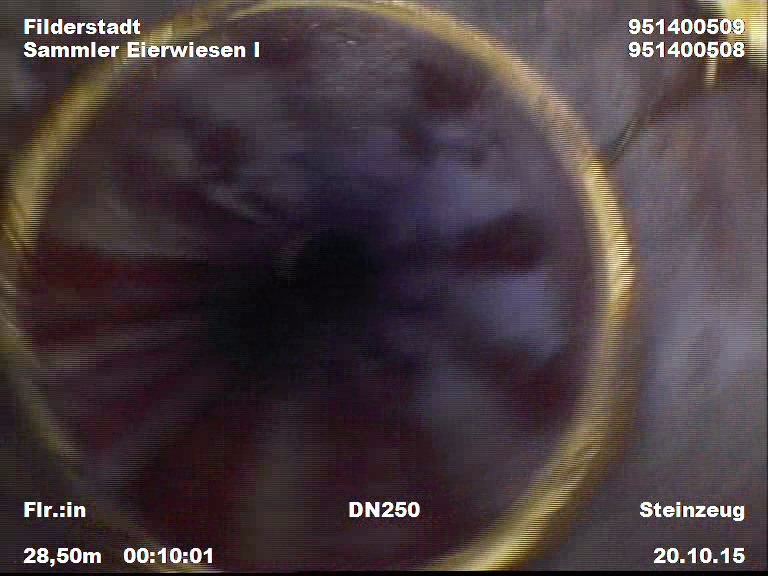 Filderstadt 951400509
Sammler Eierwiesen I 951400508
Flr.:in DN250 Steinzeug
28,50m 00:10:01 20.10.15